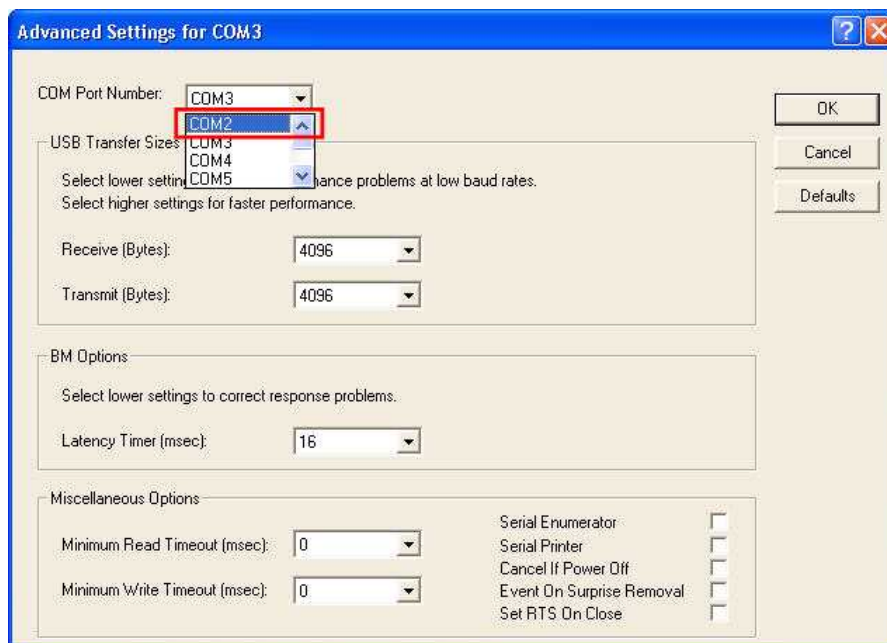 Advanced Settings for COM3
COM Port Number: COM3
COM2
USB Transfer Sizes COM3
COM4
Select lower setting COM5 mance problems at low baud rates.
Select higher settings for faster performance.
Receive (Bytes): 4096
Transmit (Bytes): 4096
BM Options
Select lower settings to correct response problems.
Latency Timer (msec): 16
Miscellaneous Options
Minimum Read Timeout (msec): 0
Minimum Write Timeout (msec): 0
Serial Enumerator
Serial Printer
Cancel If Power Off
Event On Surprise Removal
Set RTS On Close
OK
Cancel
Defaults